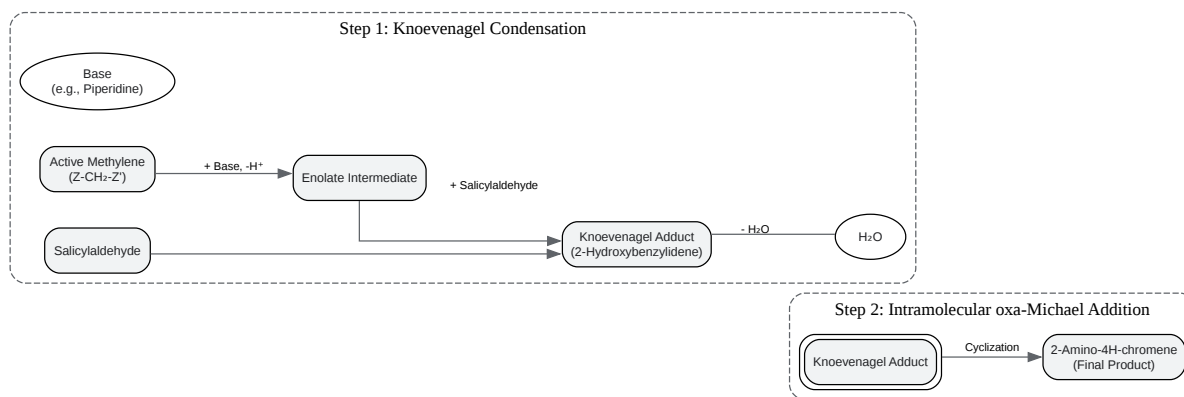 Step 1: Knoevenagel Condensation
Base
(e.g., Piperidine)
Active Methylene
(Z-CH₂-Z')
+ Base, -H⁺
Enolate Intermediate
+ Salicylaldehyde
Salicylaldehyde
Knoevenagel Adduct
(2-Hydroxybenzylidene)
- H₂O
H₂O
Step 2: Intramolecular oxa-Michael Addition
Knoevenagel Adduct
Cyclization
2-Amino-4H-chromene
(Final Product)